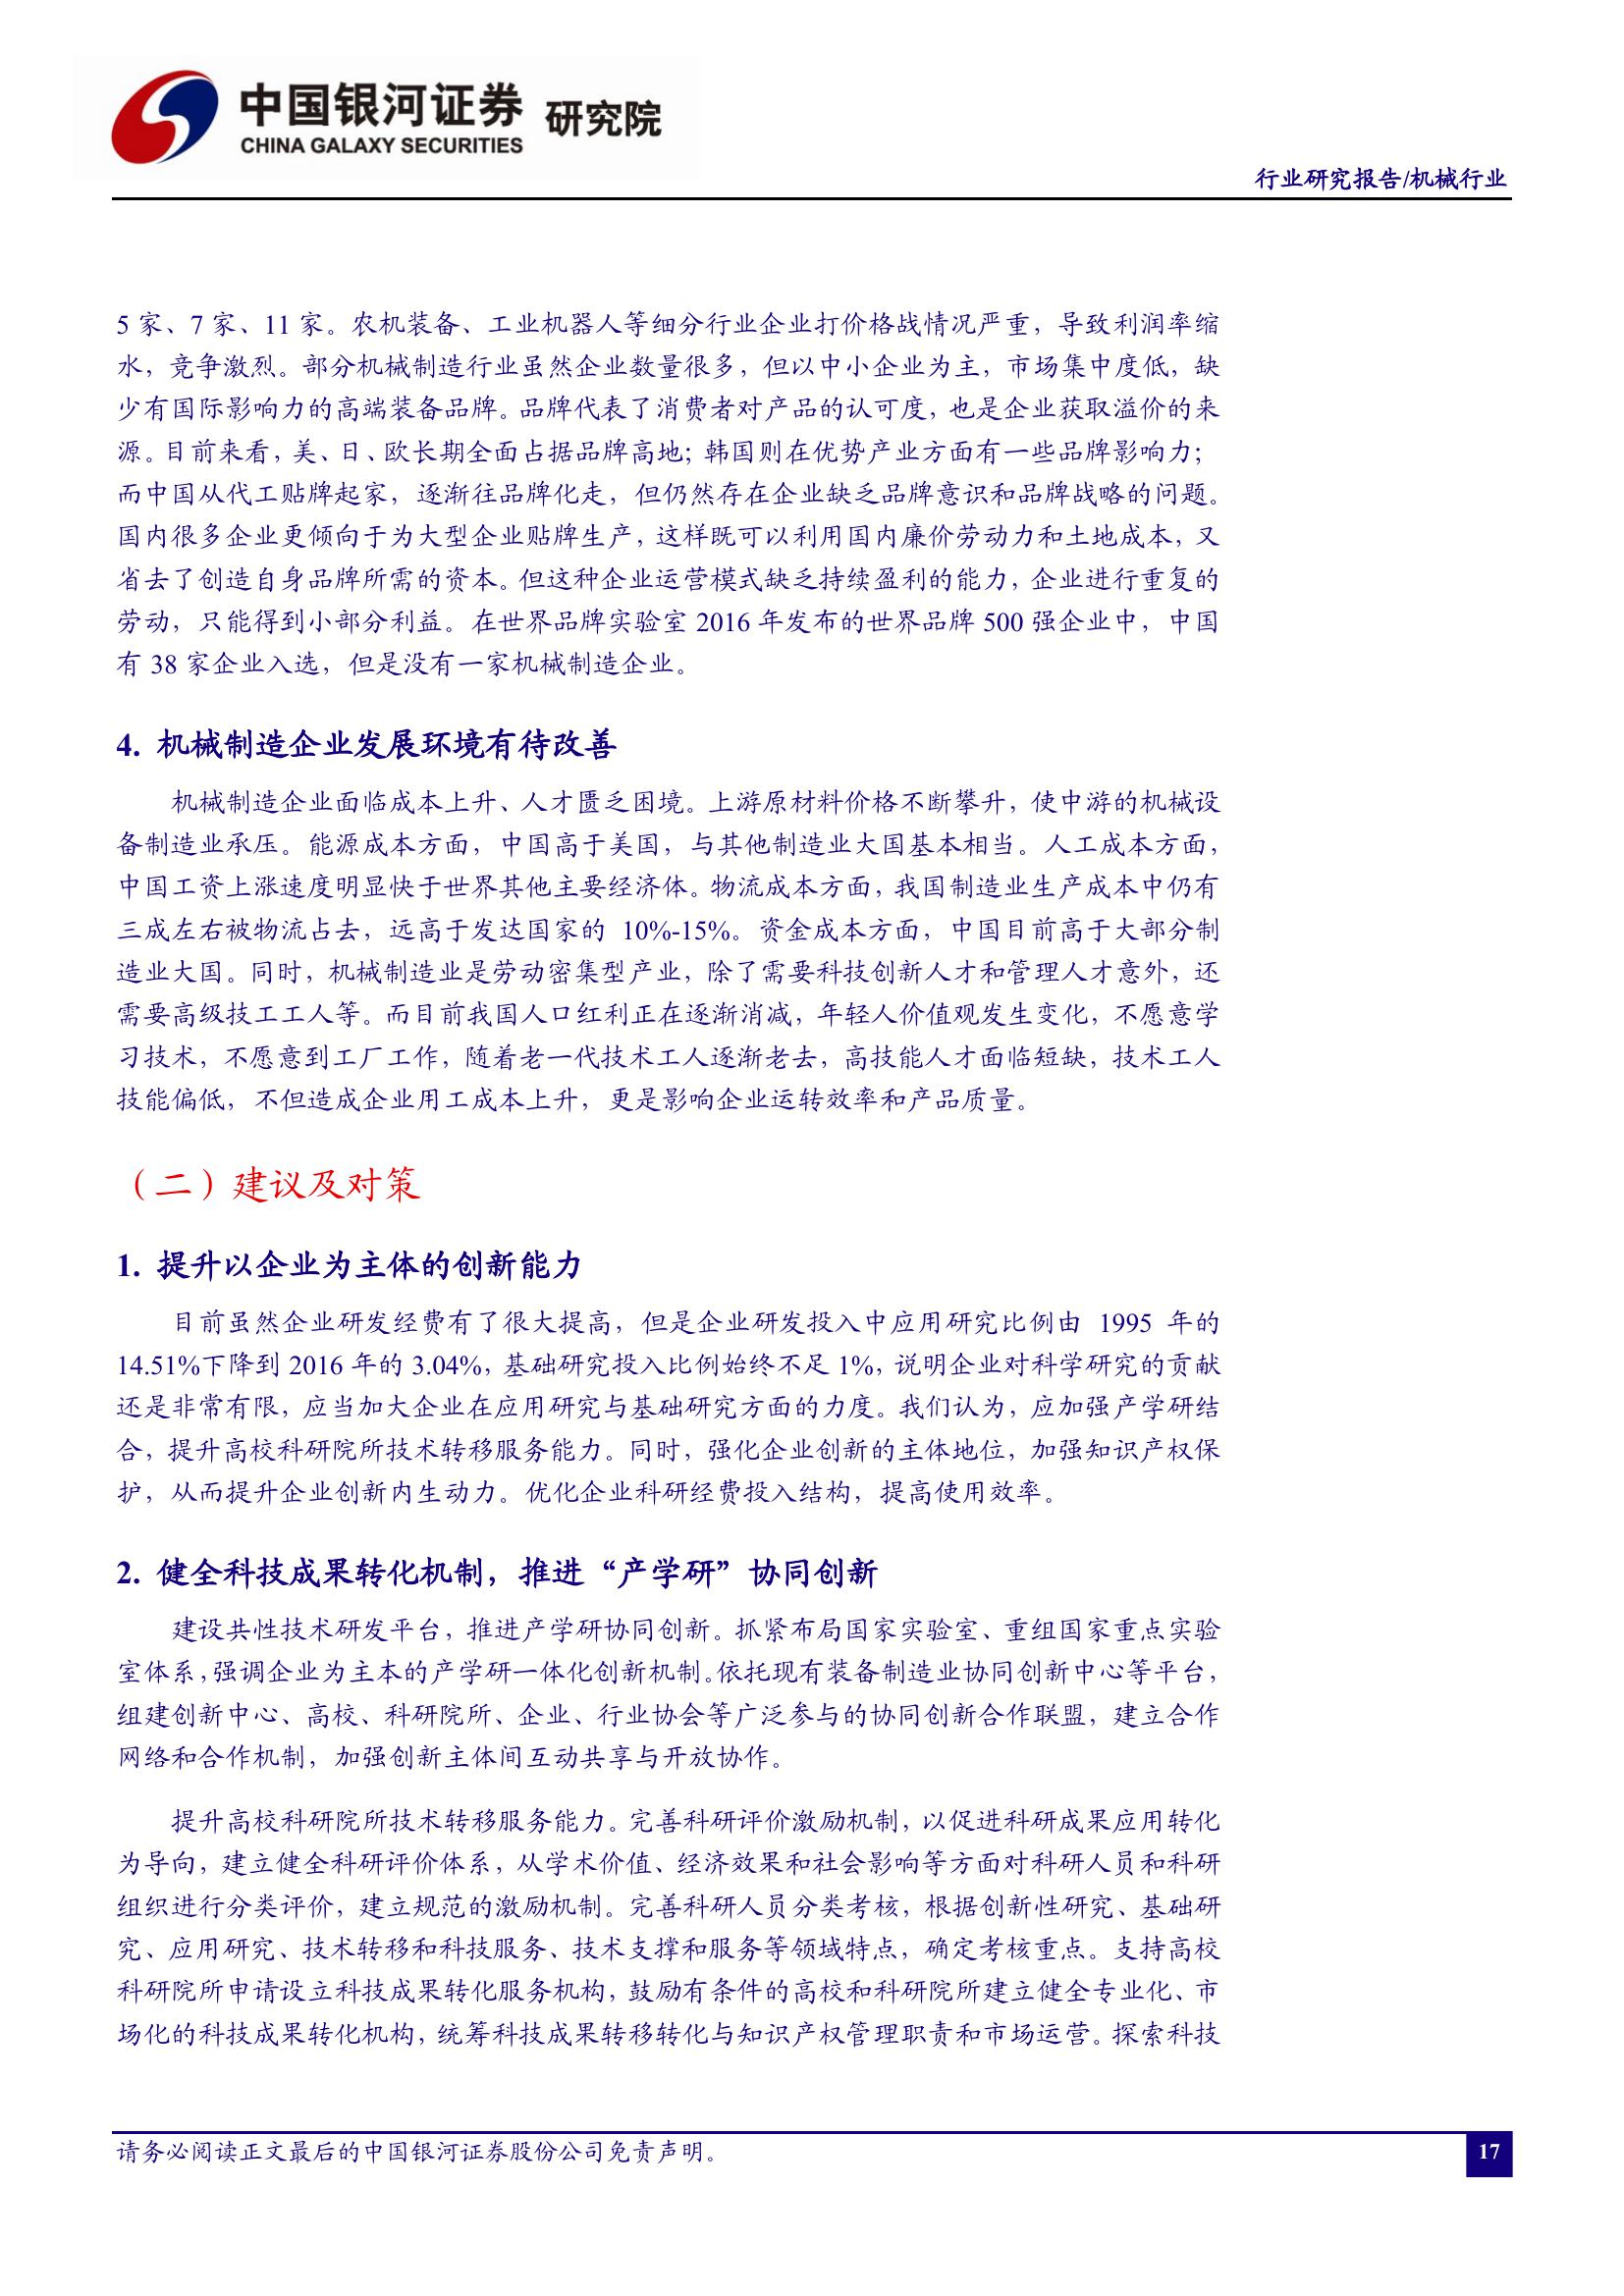 中国银河证券 研究院
CHINA GALAXY SECURITIES
行业研究报告/机械行业
5 家、7 家、11 家。农机装备、工业机器人等细分行业企业打价格战情况严重，导致利润率缩
水，竞争激烈。部分机械制造行业虽然企业数量很多，但以中小企业为主，市场集中度低，缺
少有国际影响力的高端装备品牌。品牌代表了消费者对产品的认可度，也是企业获取溢价的来
源。目前来看，美、日、欧长期全面占据品牌高地；韩国则在优势产业方面有一些品牌影响力；
而中国从代工贴牌起家，逐渐往品牌化走，但仍然存在企业缺乏品牌意识和品牌战略的问题。
国内很多企业更倾向于为大型企业贴牌生产，这样既可以利用国内廉价劳动力和土地成本，又
省去了创造自身品牌所需的资本。但这种企业运营模式缺乏持续盈利的能力，企业进行重复的
劳动，只能得到小部分利益。在世界品牌实验室 2016 年发布的世界品牌 500 强企业中，中国
有 38 家企业入选，但是没有一家机械制造企业。
4. 机械制造企业发展环境有待改善
机械制造企业面临成本上升、人才匮乏困境。上游原材料价格不断攀升，使中游的机械设
备制造业承压。能源成本方面，中国高于美国，与其他制造业大国基本相当。人工成本方面，
中国工资上涨速度明显快于世界其他主要经济体。物流成本方面，我国制造业生产成本中仍有
三成左右被物流占去，远高于发达国家的 10%-15%。资金成本方面，中国目前高于大部分制
造业大国。同时，机械制造业是劳动密集型产业，除了需要科技创新人才和管理人才意外，还
需要高级技工工人等。而目前我国人口红利正在逐渐消减，年轻人价值观发生变化，不愿意学
习技术，不愿意到工厂工作，随着老一代技术工人逐渐老去，高技能人才面临短缺，技术工人
技能偏低，不但造成企业用工成本上升，更是影响企业运转效率和产品质量。
（二）建议及对策
1. 提升以企业为主体的创新能力
目前虽然企业研发经费有了很大提高，但是企业研发投入中应用研究比例由 1995 年的
14.51%下降到 2016 年的 3.04%，基础研究投入比例始终不足 1%，说明企业对科学研究的贡献
还是非常有限，应当加大企业在应用研究与基础研究方面的力度。我们认为，应加强产学研结
合，提升高校科研院所技术转移服务能力。同时，强化企业创新的主体地位，加强知识产权保
护，从而提升企业创新内生动力。优化企业科研经费投入结构，提高使用效率。
2. 健全科技成果转化机制，推进“产学研”协同创新
建设共性技术研发平台，推进产学研协同创新。抓紧布局国家实验室、重组国家重点实验
室体系，强调企业为主本的产学研一体化创新机制。依托现有装备制造业协同创新中心等平台，
组建创新中心、高校、科研院所、企业、行业协会等广泛参与的协同创新合作联盟，建立合作
网络和合作机制，加强创新主体间互动共享与开放协作。
提升高校科研院所技术转移服务能力。完善科研评价激励机制，以促进科研成果应用转化
为导向，建立健全科研评价体系，从学术价值、经济效果和社会影响等方面对科研人员和科研
组织进行分类评价，建立规范的激励机制。完善科研人员分类考核，根据创新性研究、基础研
究、应用研究、技术转移和科技服务、技术支撑和服务等领域特点，确定考核重点。支持高校
科研院所申请设立科技成果转化服务机构，鼓励有条件的高校和科研院所建立健全专业化、市
场化的科技成果转化机构，统筹科技成果转移转化与知识产权管理职责和市场运营。探索科技
请务必阅读正文最后的中国银河证券股份公司免责声明。
17